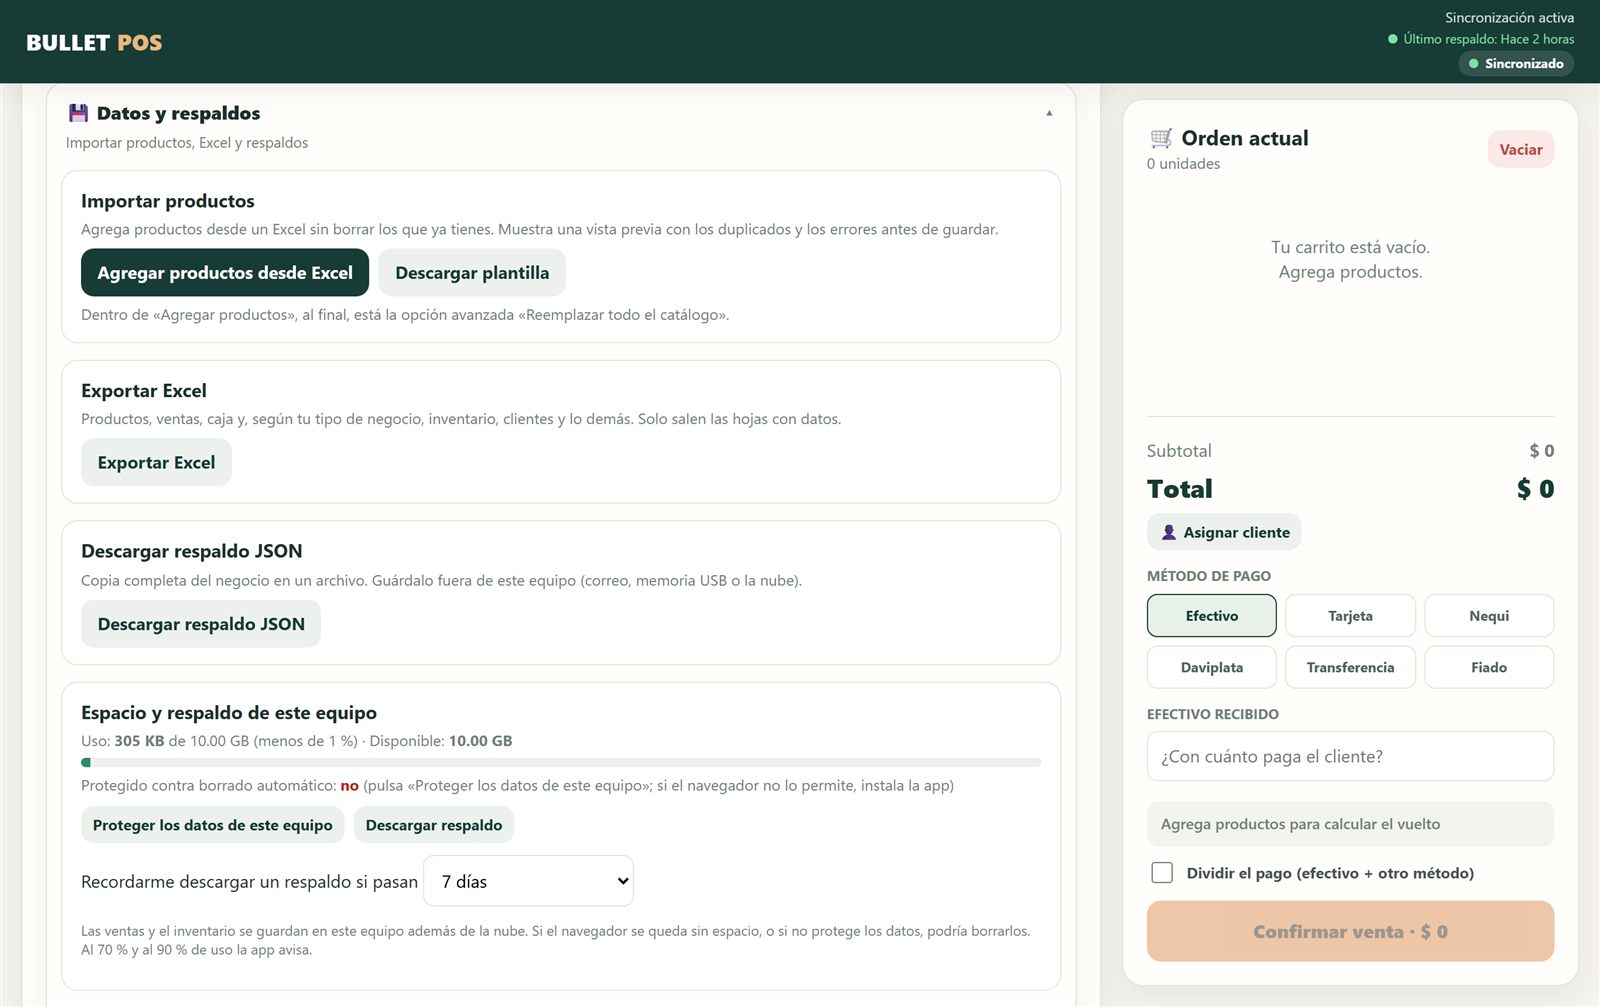 BULLET POS
Sincronización activa
Último respaldo: Hace 2 horas
Sincronizado
Datos y respaldos
Importar productos, Excel y respaldos
Importar productos
Agrega productos desde un Excel sin borrar los que ya tienes. Muestra una vista previa con los duplicados y los errores antes de guardar.
Agregar productos desde Excel
Descargar plantilla
Dentro de «Agregar productos», al final, está la opción avanzada «Reemplazar todo el catálogo».
Exportar Excel
Productos, ventas, caja y, según tu tipo de negocio, inventario, clientes y lo demás. Solo salen las hojas con datos.
Exportar Excel
Descargar respaldo JSON
Copia completa del negocio en un archivo. Guárdalo fuera de este equipo (correo, memoria USB o la nube).
Descargar respaldo JSON
Espacio y respaldo de este equipo
Uso: 305 KB de 10.00 GB (menos de 1 %) · Disponible: 10.00 GB
Protegido contra borrado automático: no (pulsa «Proteger los datos de este equipo»; si el navegador no lo permite, instala la app)
Proteger los datos de este equipo
Descargar respaldo
Recordarme descargar un respaldo si pasan 7 días
Las ventas y el inventario se guardan en este equipo además de la nube. Si el navegador se queda sin espacio, o si no protege los datos, podría borrarlos.
Al 70 % y al 90 % de uso la app avisa.
Orden actual
0 unidades
Vaciar
Tu carrito está vacío.
Agrega productos.
Subtotal $ 0
Total $ 0
Asignar cliente
MÉTODO DE PAGO
Efectivo Tarjeta Nequi
Daviplata Transferencia Fiado
EFECTIVO RECIBIDO
¿Con cuánto paga el cliente?
Agrega productos para calcular el vuelto
Dividir el pago (efectivo + otro método)
Confirmar venta · $ 0